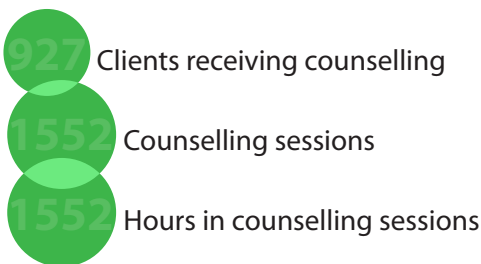 927 Clients receiving counselling
1552 Counselling sessions
1552 Hours in counselling sessions